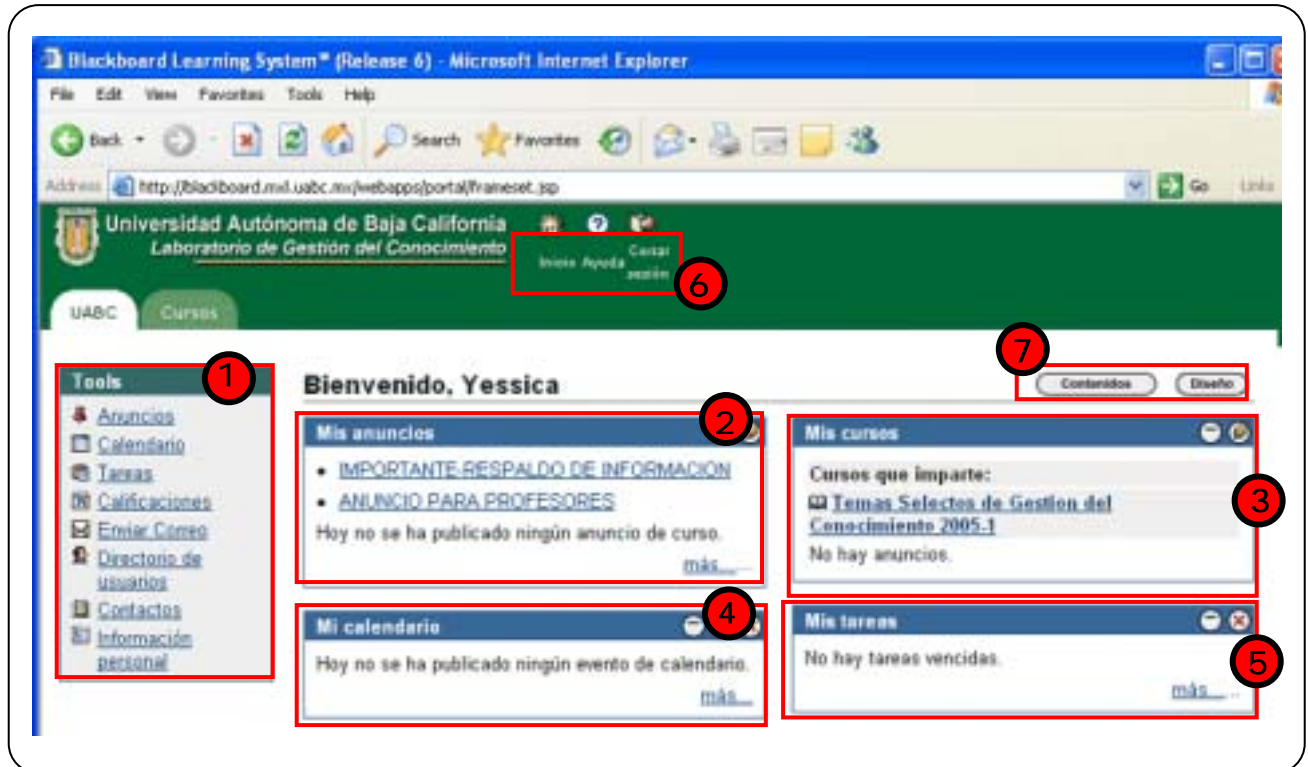 Blackboard Learning System™ (Release 6) - Microsoft Internet Explorer
File Edit View Favorites Tools Help
Back Search Favorites
Address http://blackboard.mxl.uabc.mx/webapps/portal/frameset.jsp Go Links
Universidad Autónoma de Baja California
Laboratorio de Gestión del Conocimiento
Inicio Ayuda Cerrar sesión
6
UABC Cursos
7
Tools
1
Bienvenido, Yessica
Contenidos Diseño
Anuncios
Calendario
Tareas
Calificaciones
Enviar Correo
Directorio de
usuarios
Contactos
Información
personal
Mis anuncios
2
IMPORTANTE-RESPALDO DE INFORMACION
ANUNCIO PARA PROFESORES
Hoy no se ha publicado ningún anuncio de curso.
más...
Mis cursos
Cursos que imparte:
3
Temas Selectos de Gestion del
Conocimiento 2005-1
No hay anuncios.
Mi calendario
4
Hoy no se ha publicado ningún evento de calendario.
más...
Mis tareas
No hay tareas vencidas.
5
más...